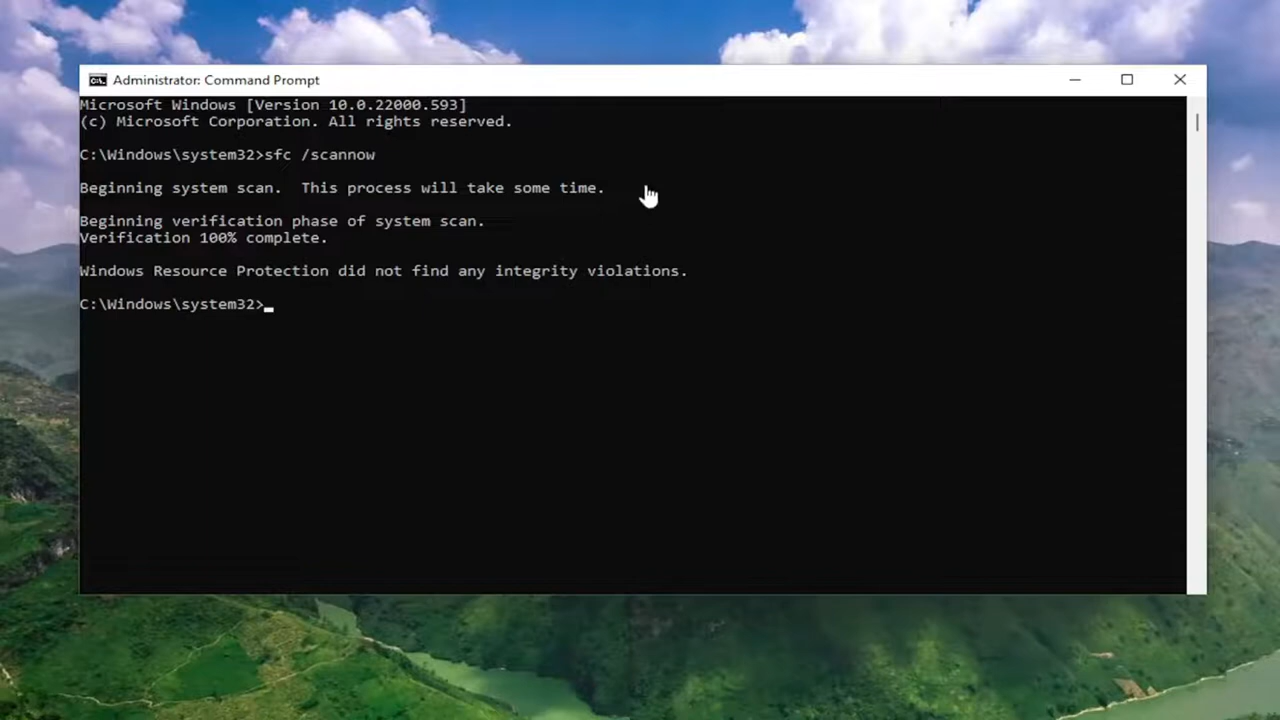 Administrator: Command Prompt
Microsoft Windows [Version 10.0.22000.593]
(c) Microsoft Corporation. All rights reserved.
C:\Windows\system32>sfc /scannow
Beginning system scan.  This process will take some time.
Beginning verification phase of system scan.
Verification 100% complete.
Windows Resource Protection did not find any integrity violations.
C:\Windows\system32>